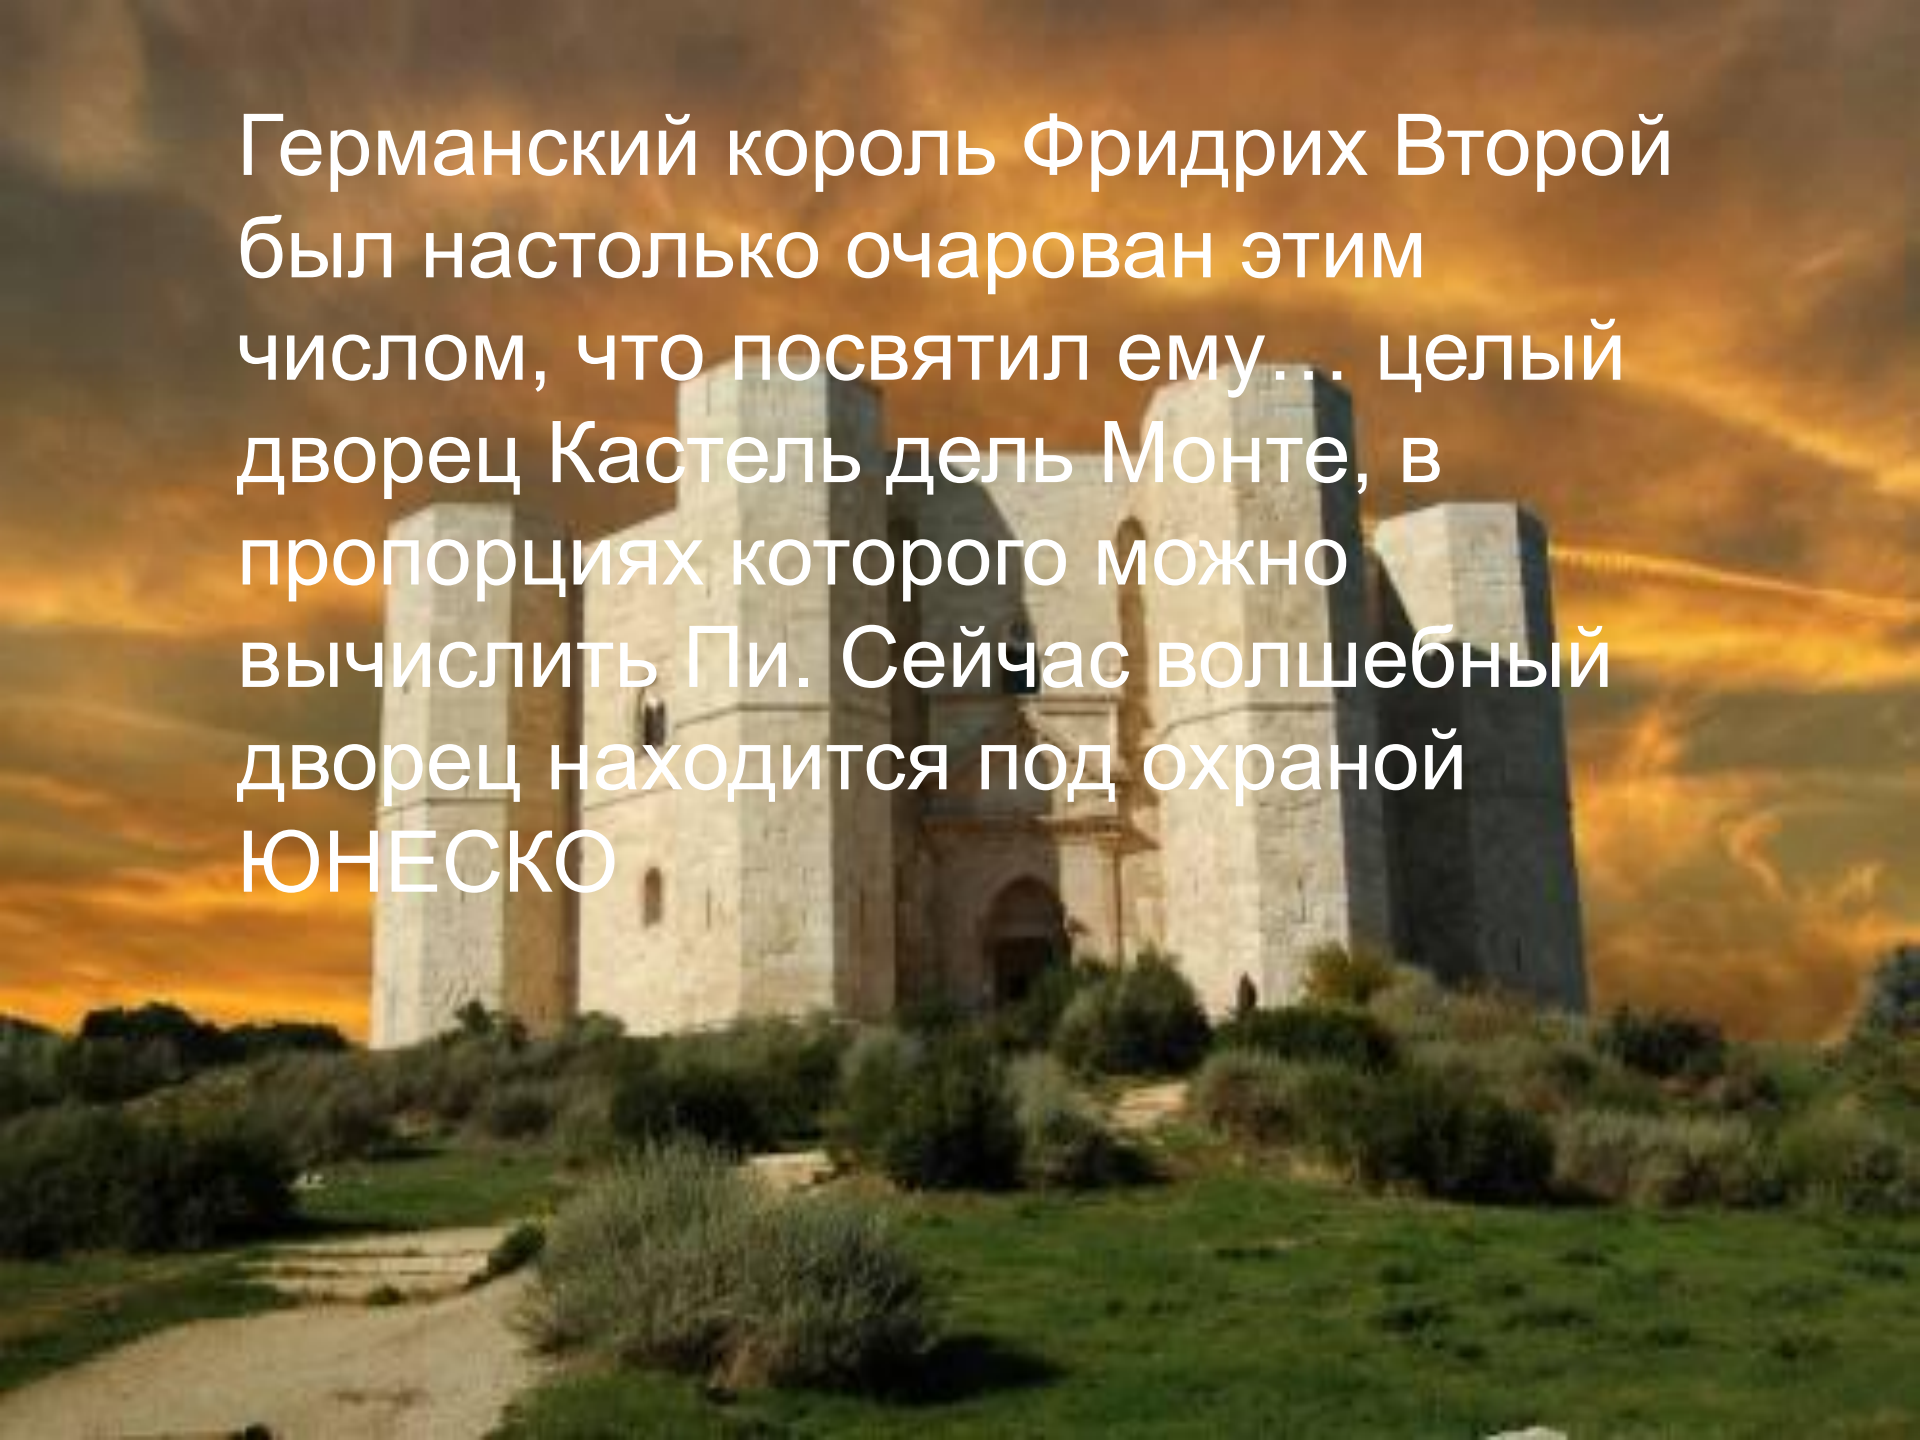 Германский король Фридрих Второй
был настолько очарован этим
числом, что посвятил ему… целый
дворец Кастель дель Монте, в
пропорциях которого можно
вычислить Пи. Сейчас волшебный
дворец находится под охраной
ЮНЕСКО